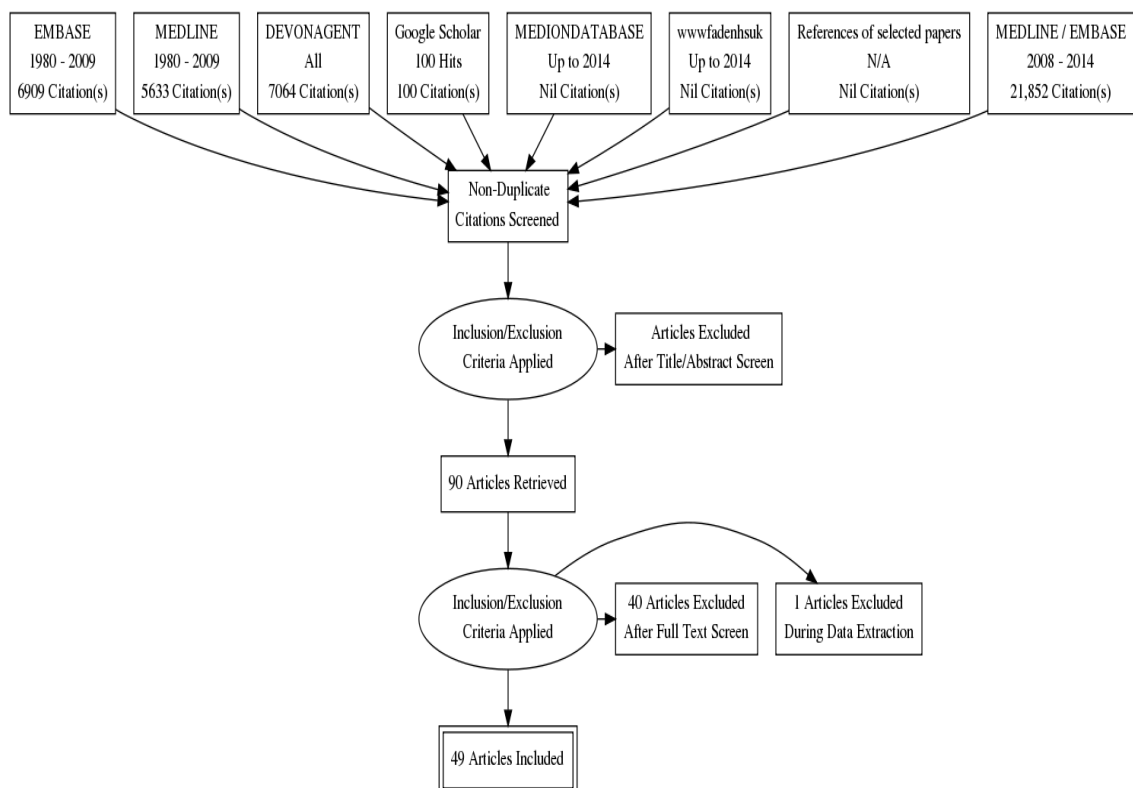 EMBASE
1980 - 2009
6909 Citation(s)
MEDLINE
1980 - 2009
5633 Citation(s)
DEVONAGENT
All
7064 Citation(s)
Google Scholar
100 Hits
100 Citation(s)
MEDIONDATABASE
Up to 2014
Nil Citation(s)
wwwfadenhsuk
Up to 2014
Nil Citation(s)
References of selected papers
N/A
Nil Citation(s)
MEDLINE / EMBASE
2008 - 2014
21,852 Citation(s)
Non-Duplicate
Citations Screened
Inclusion/Exclusion
Criteria Applied
Articles Excluded
After Title/Abstract Screen
90 Articles Retrieved
Inclusion/Exclusion
Criteria Applied
40 Articles Excluded
After Full Text Screen
1 Articles Excluded
During Data Extraction
49 Articles Included